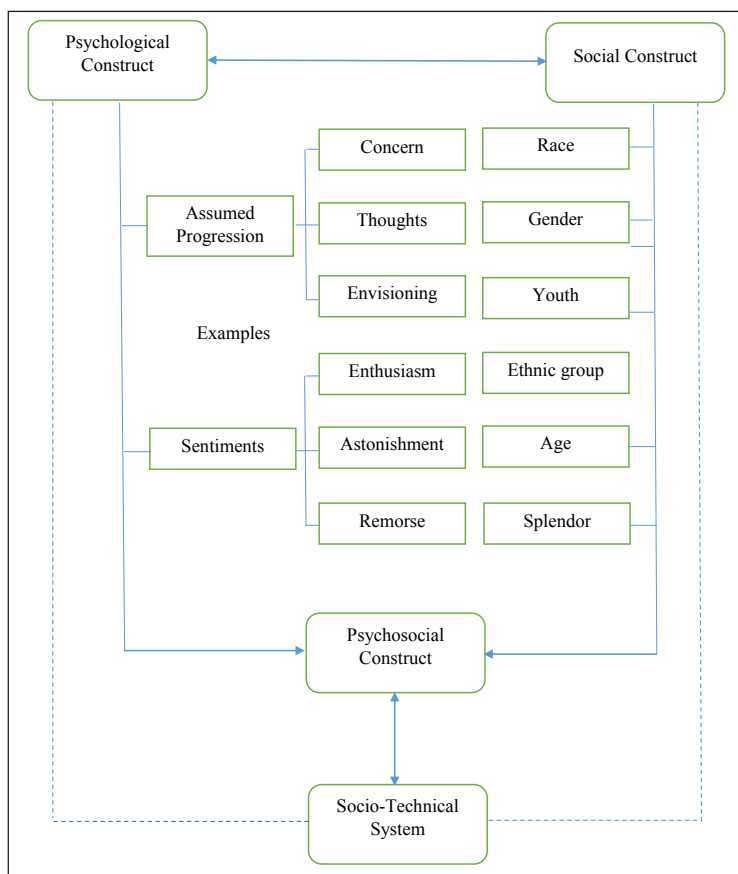 Psychological
Construct
Social Construct
Concern
Race
Assumed
Progression
Thoughts
Gender
Envisioning
Youth
Examples
Enthusiasm
Ethnic group
Sentiments
Astonishment
Age
Remorse
Splendor
Psychosocial
Construct
Socio-Technical
System